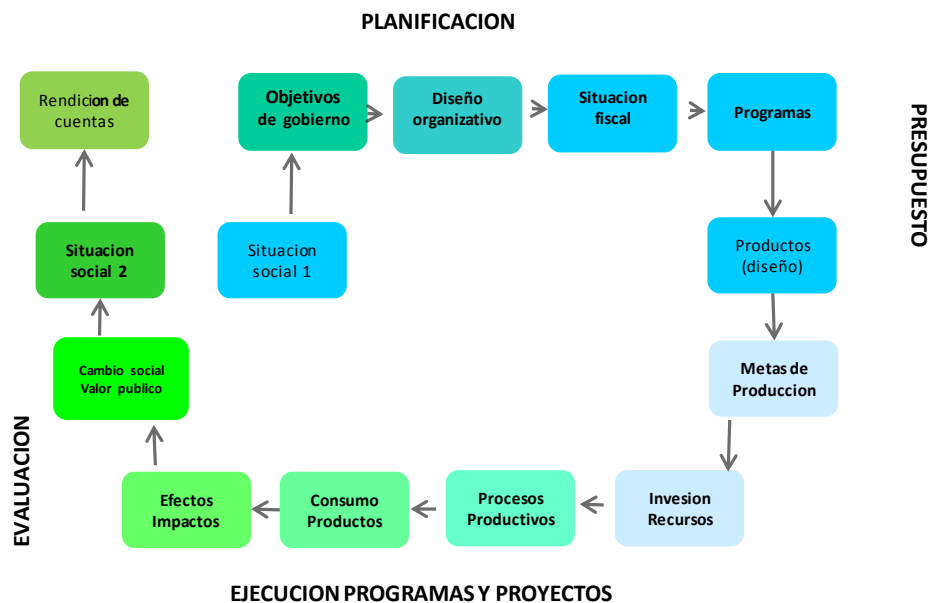 PLANIFICACION
Rendicion de
cuentas
Objetivos
de gobierno
Diseño
organizativo
Situacion
fiscal
Programas
PRESUPUESTO
Situacion
social 2
Situacion
social 1
Productos
(diseño)
Cambio social
Valor publico
Metas de
Produccion
EVALUACION
Efectos
Impactos
Consumo
Productos
Procesos
Productivos
Invesion
Recursos
EJECUCION PROGRAMAS Y PROYECTOS